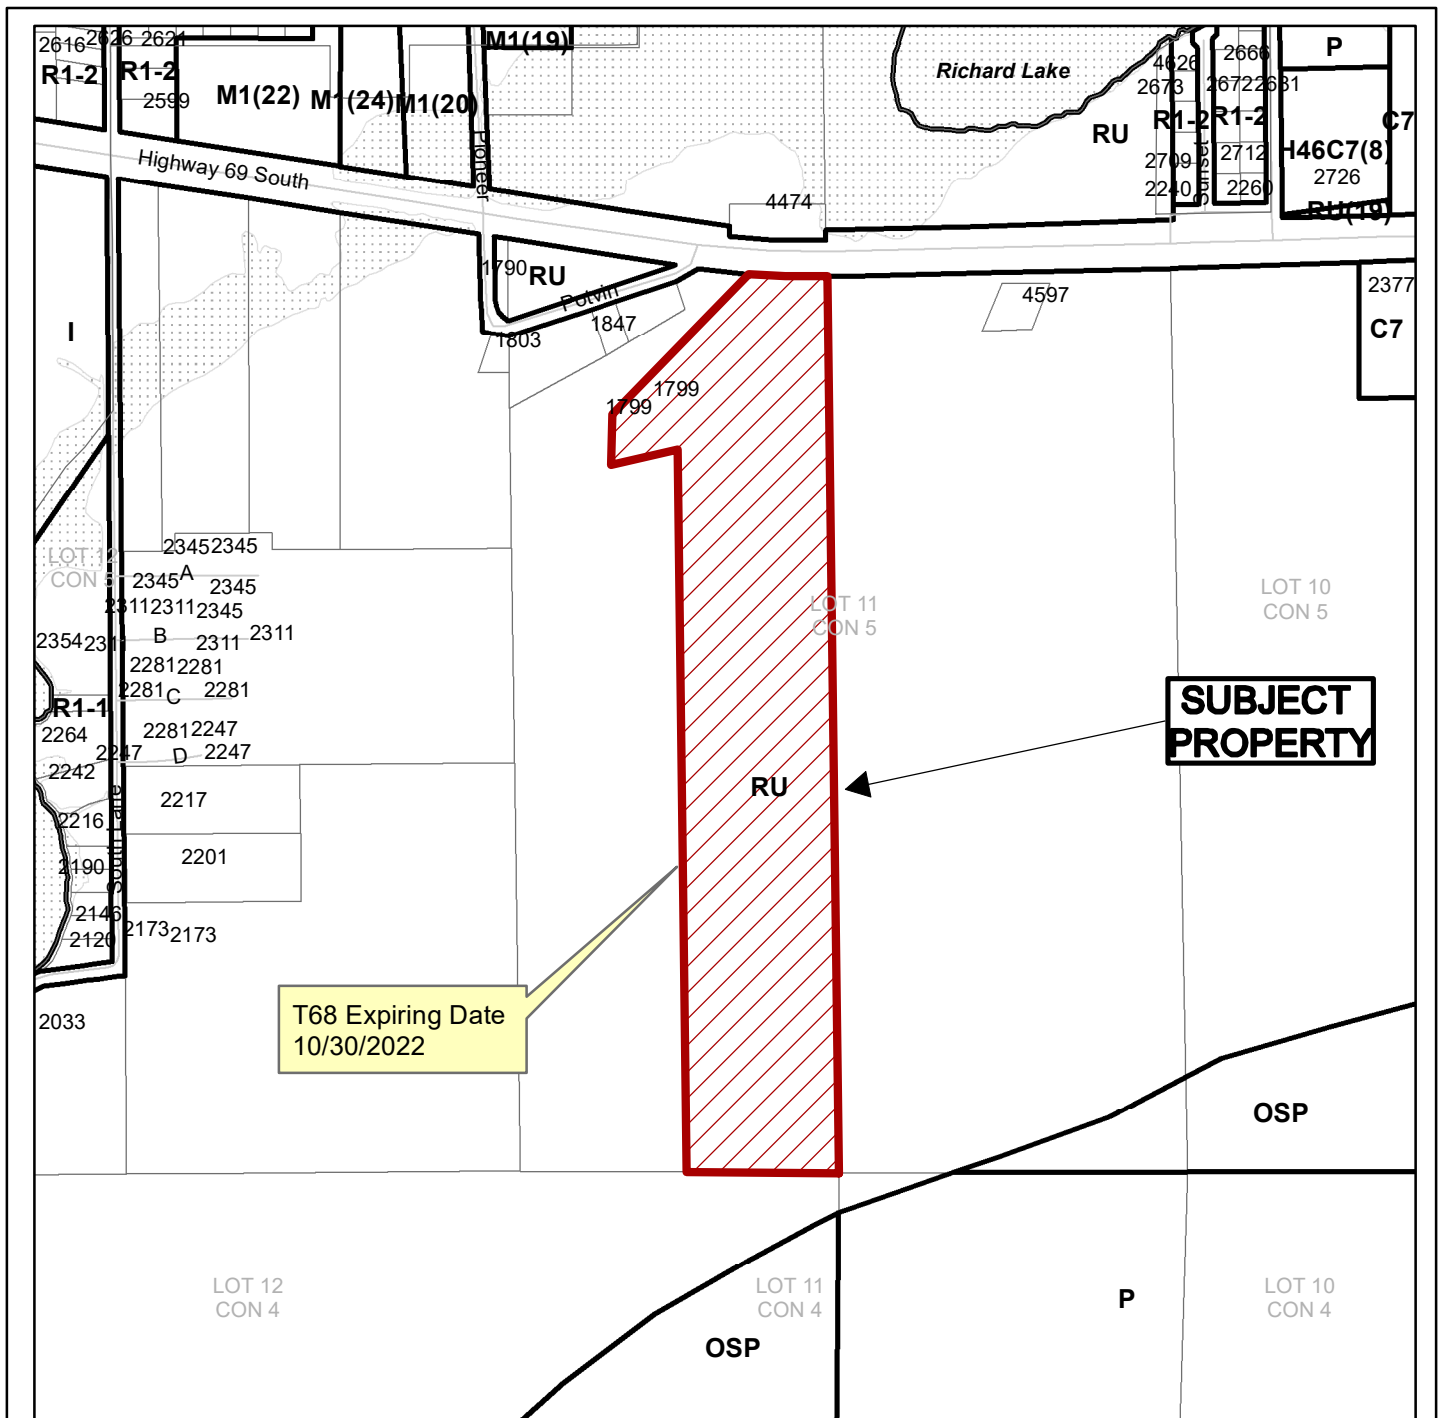 2616
2626
2621
R1-2
R1-2
2599
M1(22)
M1(24)
M1(20)
M1(19)
Richard Lake
4626
2673
2666
2672
2681
P
C7
RU
R1-2
R1-2
H46C7(8)
2709
2712
2726
2240
2260
RU(19)
Sunset
Highway 69 South
Pioneer
4474
1790
RU
Potvin
1803
1847
4597
2377
C7
I
1799
1799
LOT 12
CON 5
2345
2345
A
2345
2345
2311
2311
2345
2354
2311
B
2311
2311
2281
2281
2281
C
2281
R1-1
2264
2281
2247
2247
D
2247
2242
2217
2216
South Lane
2201
2190
2146
2173
2173
2120
2033
LOT 11
CON 5
LOT 10
CON 5
SUBJECT
PROPERTY
RU
T68 Expiring Date
10/30/2022
OSP
LOT 12
CON 4
LOT 11
CON 4
P
LOT 10
CON 4
OSP